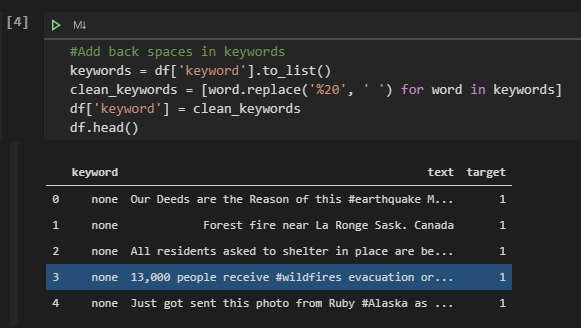 [4]
M↓
#Add back spaces in keywords
keywords = df['keyword'].to_list()
clean_keywords = [word.replace('%20', ' ') for word in keywords]
df['keyword'] = clean_keywords
df.head()
keyword text target
0 none Our Deeds are the Reason of this #earthquake M... 1
1 none Forest fire near La Ronge Sask. Canada 1
2 none All residents asked to shelter in place are be... 1
3 none 13,000 people receive #wildfires evacuation or... 1
4 none Just got sent this photo from Ruby #Alaska as ... 1